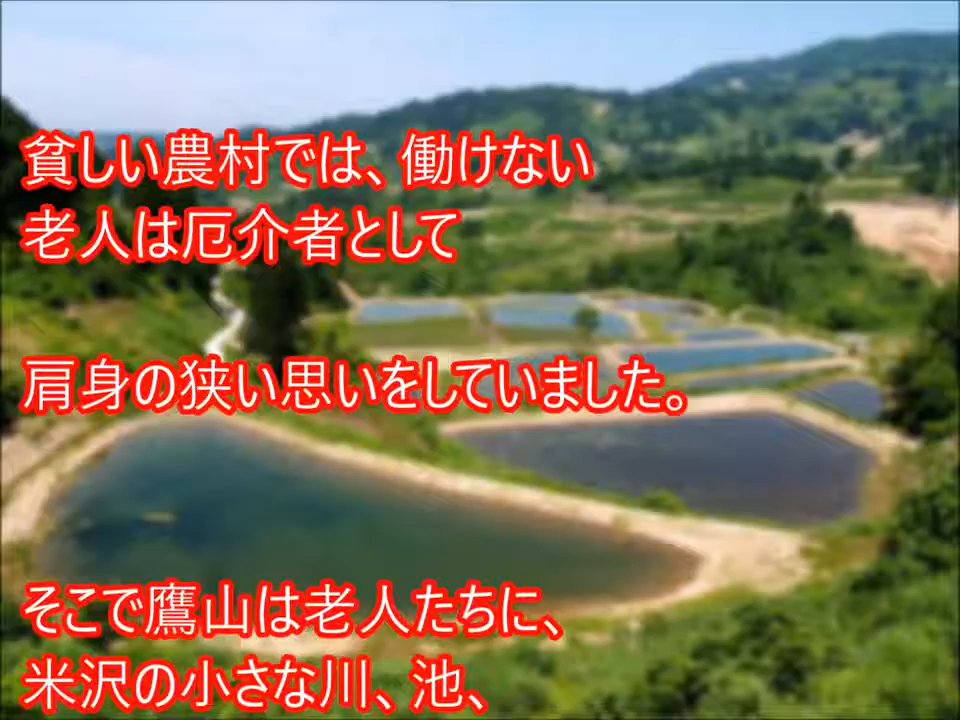 貧しい農村では、働けない
老人は厄介者として
肩身の狭い思いをしていました。
そこで鷹山は老人たちに、
米沢の小さな川、池、